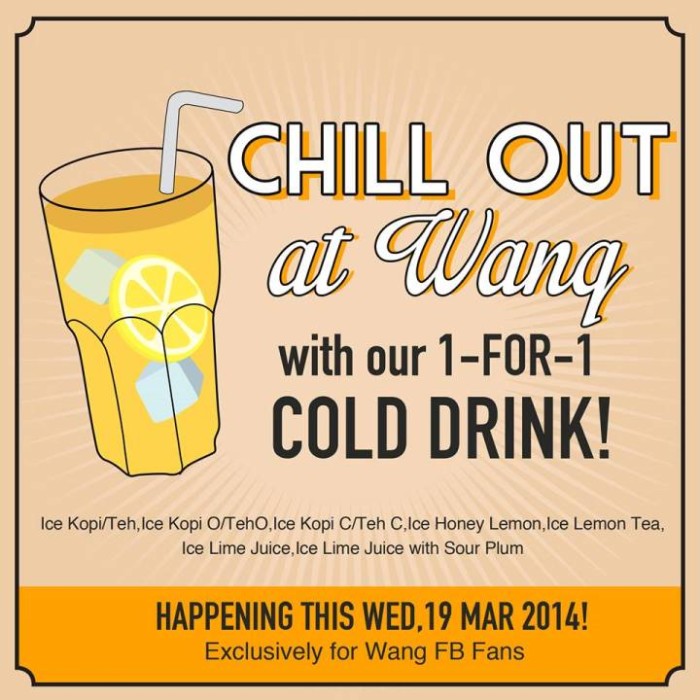 CHILL OUT
at Wang
with our 1-FOR-1
COLD DRINK!
Ice Kopi/Teh,Ice Kopi O/TehO,Ice Kopi C/Teh C,Ice Honey Lemon,Ice Lemon Tea,
Ice Lime Juice,Ice Lime Juice with Sour Plum
HAPPENING THIS WED,19 MAR 2014!
Exclusively for Wang FB Fans